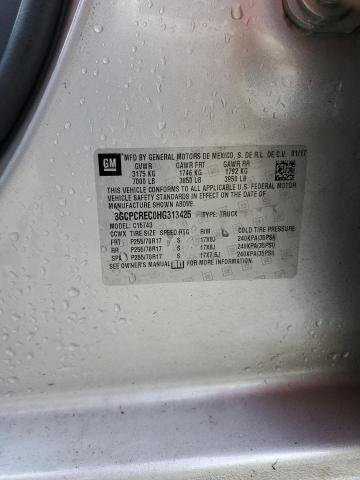 GM
MFD BY GENERAL MOTORS DE MEXICO, S. DE R.L. DE C.V. 01/17
GVWR GAWR FRT GAWR RR
3175 KG 1746 KG 1792 KG
7000 LB 3850 LB 3950 LB
THIS VEHICLE CONFORMS TO ALL APPLICABLE U.S. FEDERAL MOTOR
VEHICLE SAFETY STANDARDS IN EFFECT ON THE DATE OF
MANUFACTURE SHOWN ABOVE.
3GCPCREC0HG313425 TYPE: TRUCK
MODEL: C15743
CCWX TIRE SIZE SPEED RTG RIM COLD TIRE PRESSURE
FRT P255/70R17 S 17X8J 240KPA(35PSI)
RR P255/70R17 S 17X8J 240KPA(35PSI)
SPA P255/70R17 S 17X7.5J 240KPA(35PSI)
SEE OWNER'S MANUAL FOR MORE INFORMATION.